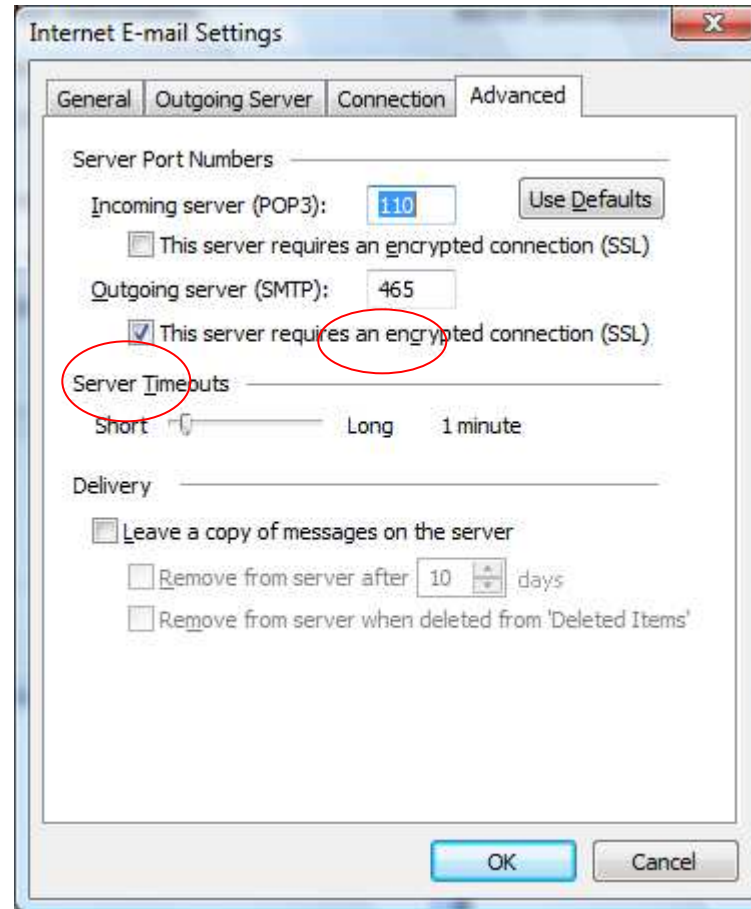 Internet E-mail Settings
General Outgoing Server Connection Advanced
Server Port Numbers
Incoming server (POP3): 110 Use Defaults
This server requires an encrypted connection (SSL)
Outgoing server (SMTP): 465
This server requires an encrypted connection (SSL)
Server Timeouts
Short Long 1 minute
Delivery
Leave a copy of messages on the server
Remove from server after 10 days
Remove from server when deleted from 'Deleted Items'
OK Cancel